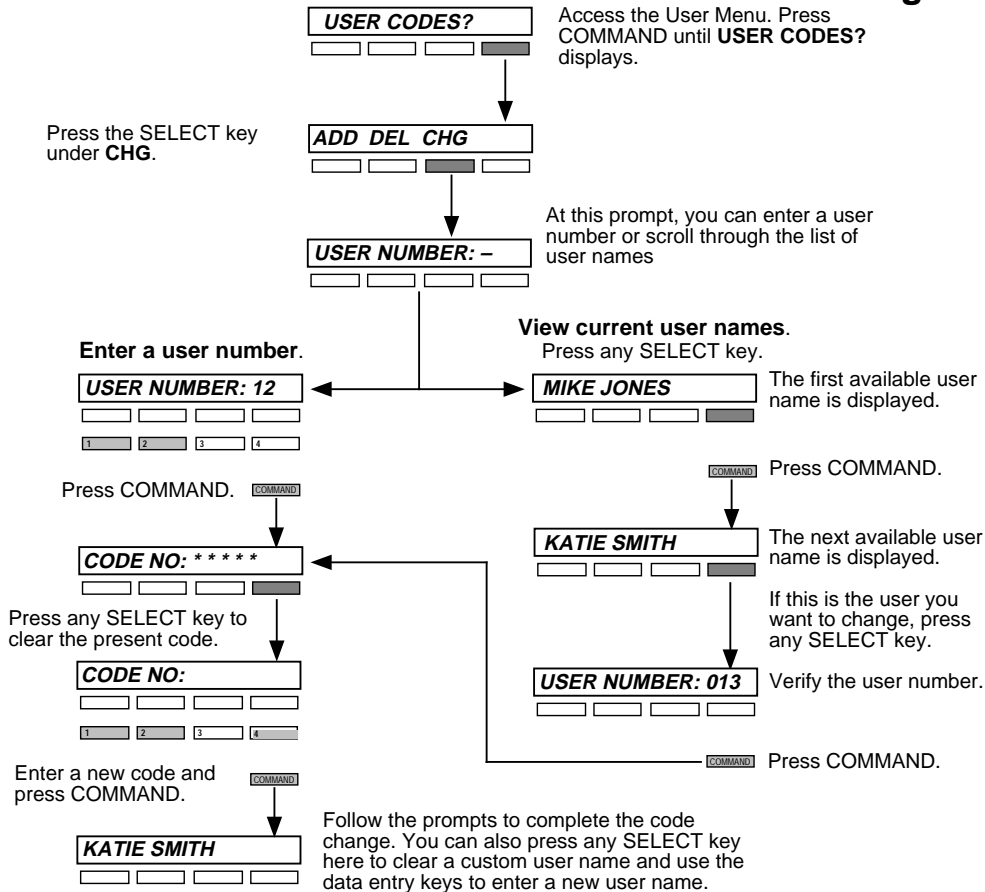 USER CODES?
Access the User Menu. Press
COMMAND until USER CODES?
displays.
Press the SELECT key
under CHG.
ADD DEL CHG
At this prompt, you can enter a user
number or scroll through the list of
user names
USER NUMBER: –
Enter a user number.
View current user names.
Press any SELECT key.
USER NUMBER: 12
1 2 3 4
MIKE JONES
The first available user
name is displayed.
Press COMMAND. COMMAND
COMMAND Press COMMAND.
CODE NO: * * * * *
KATIE SMITH
The next available user
name is displayed.
Press any SELECT key to
clear the present code.
If this is the user you
want to change, press
any SELECT key.
CODE NO:
1 2 3 4
USER NUMBER: 013
Verify the user number.
COMMAND Press COMMAND.
Enter a new code and
press COMMAND.
COMMAND
KATIE SMITH
Follow the prompts to complete the code
change. You can also press any SELECT key
here to clear a custom user name and use the
data entry keys to enter a new user name.